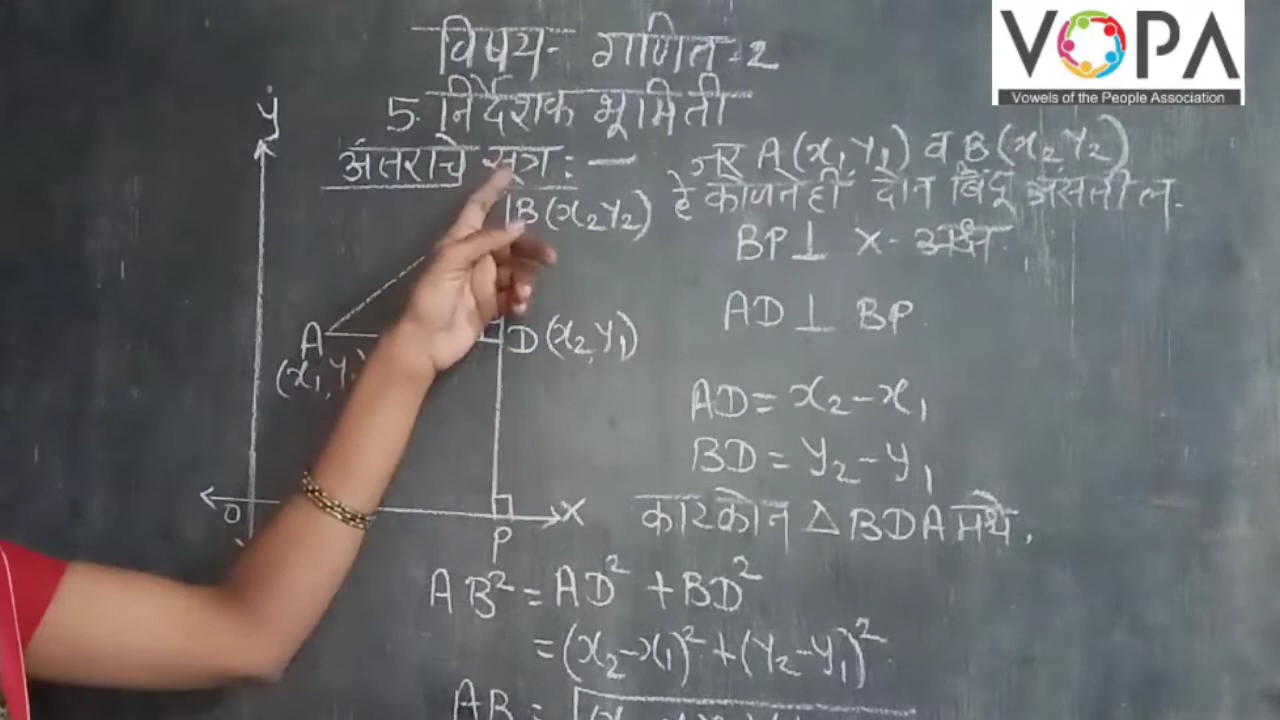 VOPA
Vowels of the People Association
विषय- गणित-2
5. निर्देशक भूमिती
अंतराचे सूत्र :— जर A(x₁,y₁) व B(x₂ y₂)
हे कोणतेही दोन बिंदू असतील.
y
B(x₂ y₂)
BP⊥ X- अक्ष
AD ⊥ BP.
A
D(x₂,y₁)
(x₁,y
AD= x₂-x₁
BD= y₂-y₁
O
X
P
काटकोन △BDA मध्ये.
AB² = AD² + BD²
= (x₂-x₁)² + (y₂-y₁)²
AB =